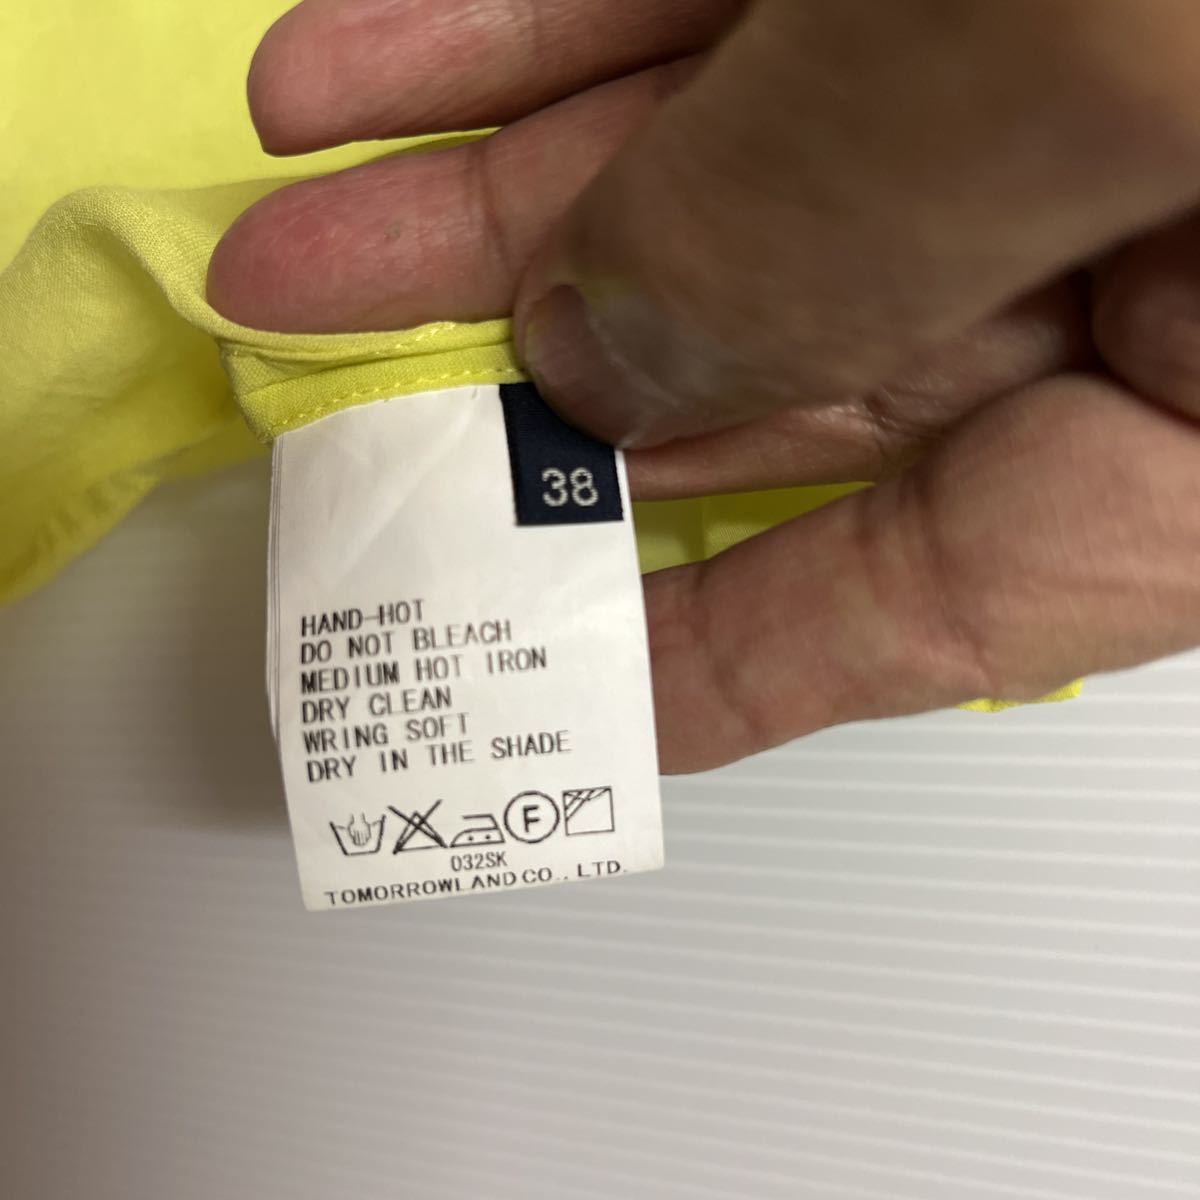 38
HAND-HOT
DO NOT BLEACH
MEDIUM HOT IRON
DRY CLEAN
WRING SOFT
DRY IN THE SHADE
F
032SK
TOMORROWLAND CO., LTD.